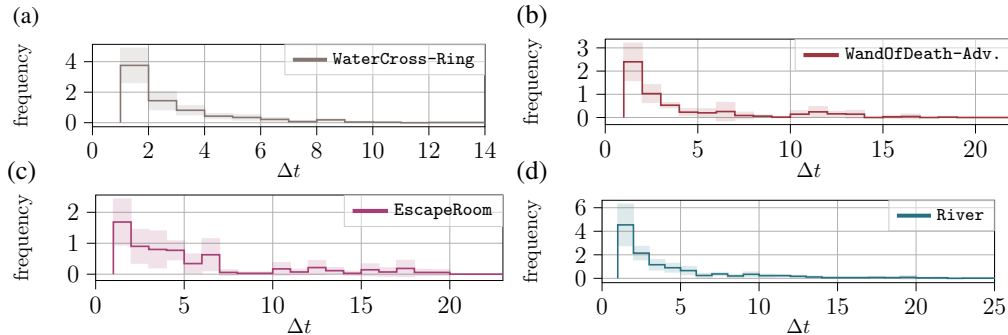 (a)
frequency
4
2
0
WaterCross-Ring
0 2 4 6 8 10 12 14
Δt
(b)
frequency
3
2
1
0
WandOfDeath-Adv.
0 5 10 15 20
Δt
(c)
frequency
2
1
0
EscapeRoom
0 5 10 15 20
Δt
(d)
frequency
6
4
2
0
River
0 5 10 15 20 25
Δt